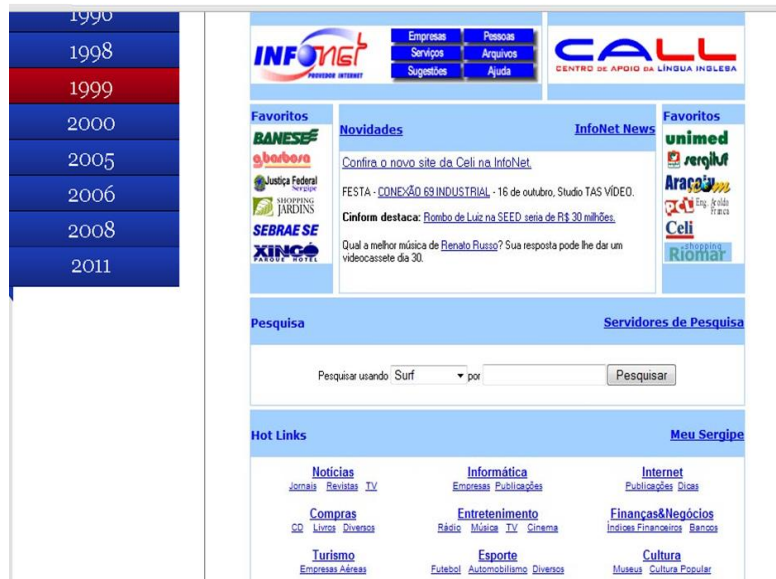 1996
1998
1999
2000
2005
2006
2008
2011
INFONET
PROVEDOR INTERNET
Empresas Pessoas
Serviços Arquivos
Sugestões Ajuda
CALL
CENTRO DE APOIO DA LÍNGUA INGLESA
Favoritos
BANESE
g.barbosa
Justiça Federal
Sergipe
SHOPPING
JARDINS
SEBRAE SE
XINGÓ
PARQUE HOTEL
Novidades InfoNet News
Confira o novo site da Celi na InfoNet.
FESTA - CONEXÃO 69 INDUSTRIAL - 16 de outubro, Studio TAS VÍDEO.
Cinform destaca: Rombo de Luiz na SEED seria de R$ 30 milhões.
Qual a melhor música de Renato Russo? Sua resposta pode lhe dar um
videocassete dia 30.
Favoritos
unimed
Eng.
Franca
Celi
shopping
Riomar
Pesquisa Servidores de Pesquisa
Pesquisar usando Surf por Pesquisar
Hot Links Meu Sergipe
Notícias Informática Internet
Jornais Revistas TV Empresas Publicações Publicações Dicas
Compras Entretenimento Finanças&Negócios
CD Livros Diversos Rádio Música TV Cinema Índices Financeiros Bancos
Turismo Esporte Cultura
Empresas Aéreas Futebol Automobilismo Diversos Museus Cultura Popular